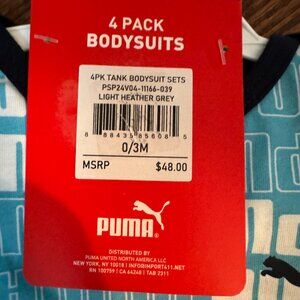 4 PACK
BODYSUITS
4PK TANK BODYSUIT SETS
PSP24V04-11166-039
LIGHT HEATHER GREY
8 88435 85608 5
0/3M
MSRP $48.00
PUMA
DISTRIBUTED BY
PUMA UNITED NORTH AMERICA LLC
NEW YORK, NY 10018 | INFO@IMPORT411.NET
RN 100759 | CA 64248 | TAB 2311